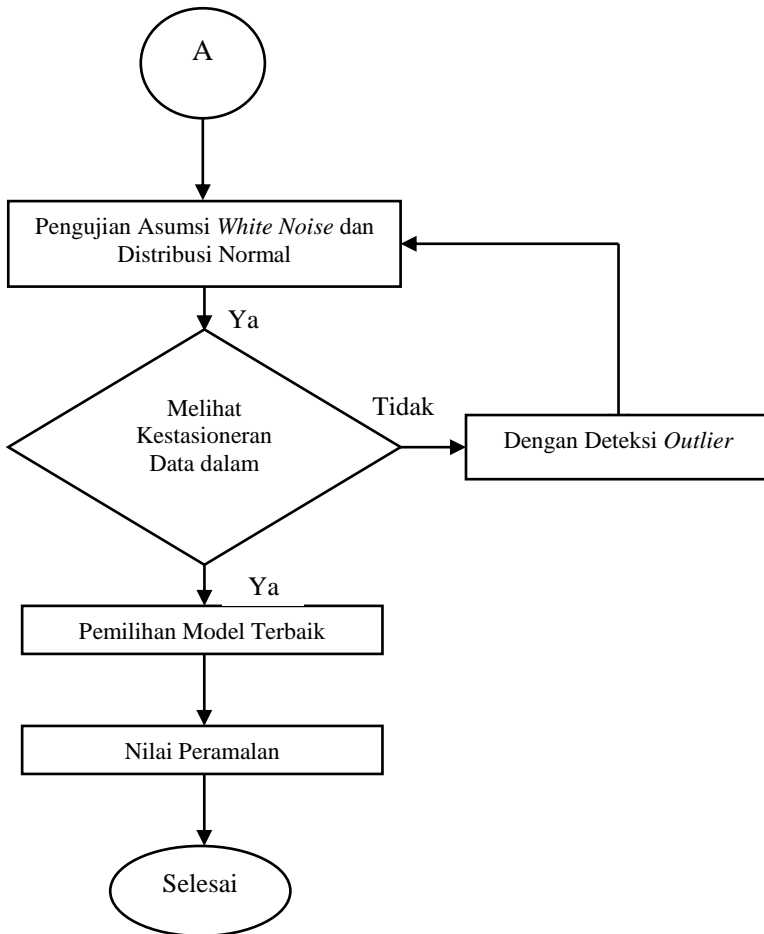 A
Pengujian Asumsi White Noise dan
Distribusi Normal
Ya
Melihat
Kestasioneran
Data dalam
Tidak
Dengan Deteksi Outlier
Ya
Pemilihan Model Terbaik
Nilai Peramalan
Selesai